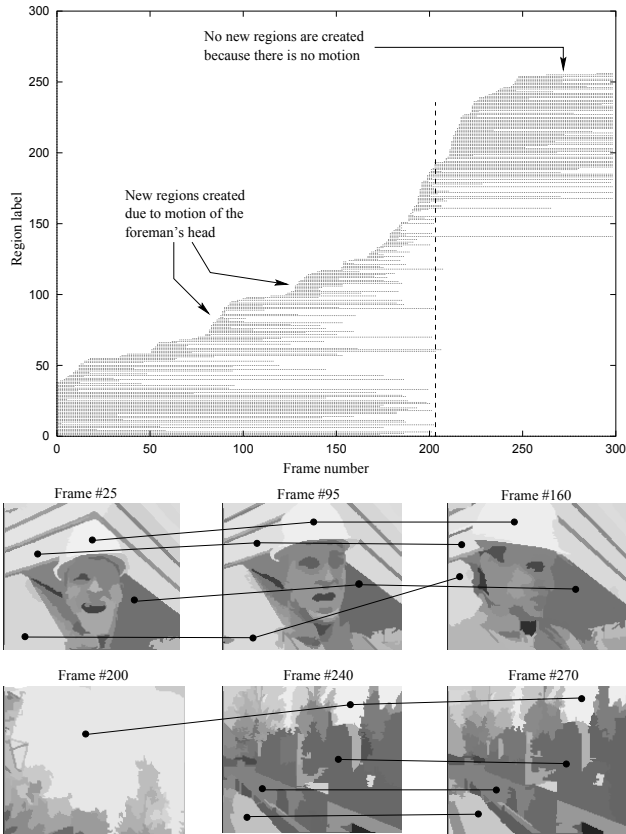 300
250
200
150
100
50
0
Region label
No new regions are created
because there is no motion
New regions created
due to motion of the
foreman's head
0 50 100 150 200 250 300
Frame number
Frame #25 Frame #95 Frame #160
Frame #200 Frame #240 Frame #270